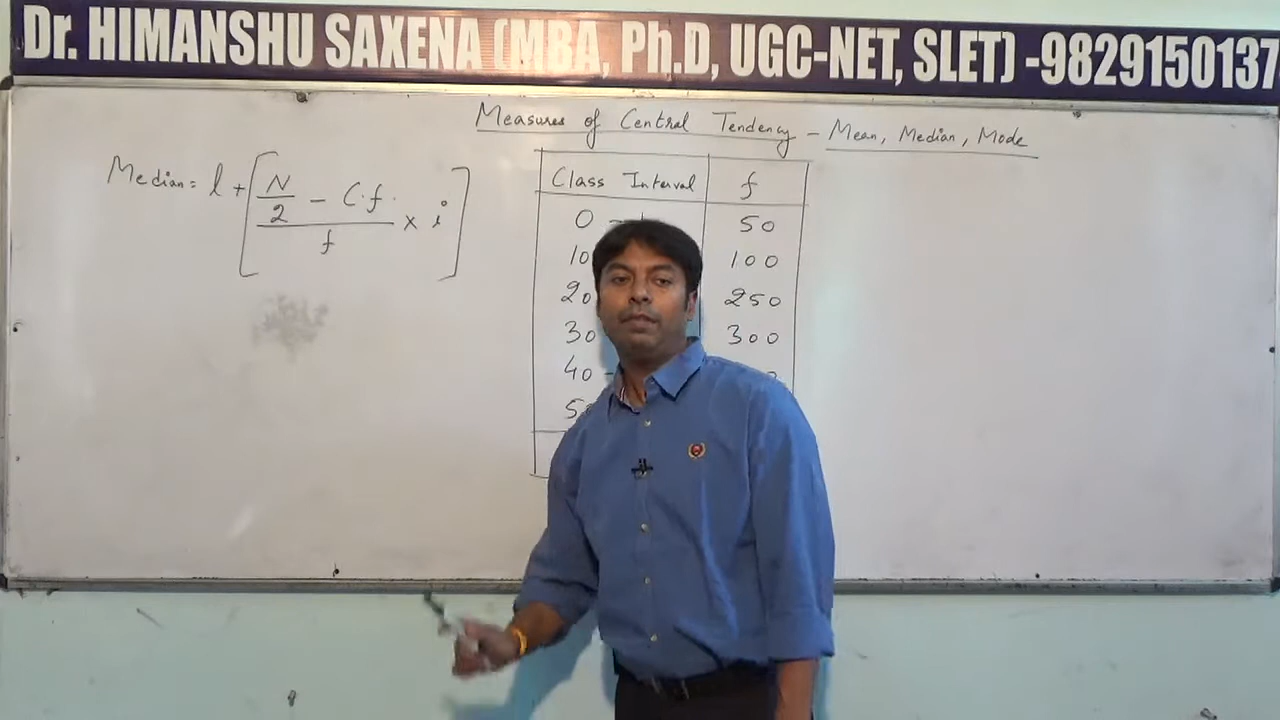 Dr. HIMANSHU SAXENA (MBA, Ph.D, UGC-NET, SLET) -9829150137
Measures of Central Tendency - Mean, Median, Mode
Median = l + [ N/2 - C.f. / f × i ]
Class Interval f
0 - 50
10 100
20 250
30 300
40 -